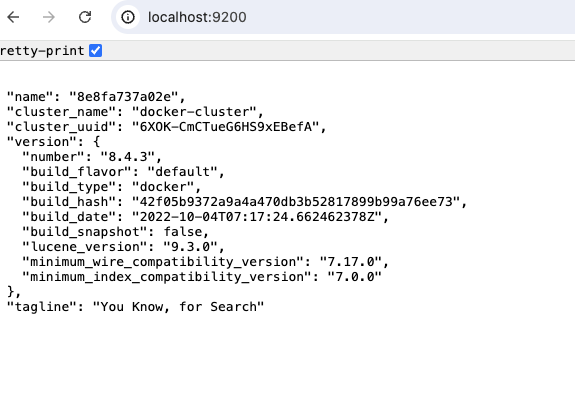 localhost:9200
retty-print
"name": "8e8fa737a02e",
"cluster_name": "docker-cluster",
"cluster_uuid": "6XOK-CmCTueG6HS9xEBefA",
"version": {
"number": "8.4.3",
"build_flavor": "default",
"build_type": "docker",
"build_hash": "42f05b9372a9a4a470db3b52817899b99a76ee73",
"build_date": "2022-10-04T07:17:24.662462378Z",
"build_snapshot": false,
"lucene_version": "9.3.0",
"minimum_wire_compatibility_version": "7.17.0",
"minimum_index_compatibility_version": "7.0.0"
},
"tagline": "You Know, for Search"